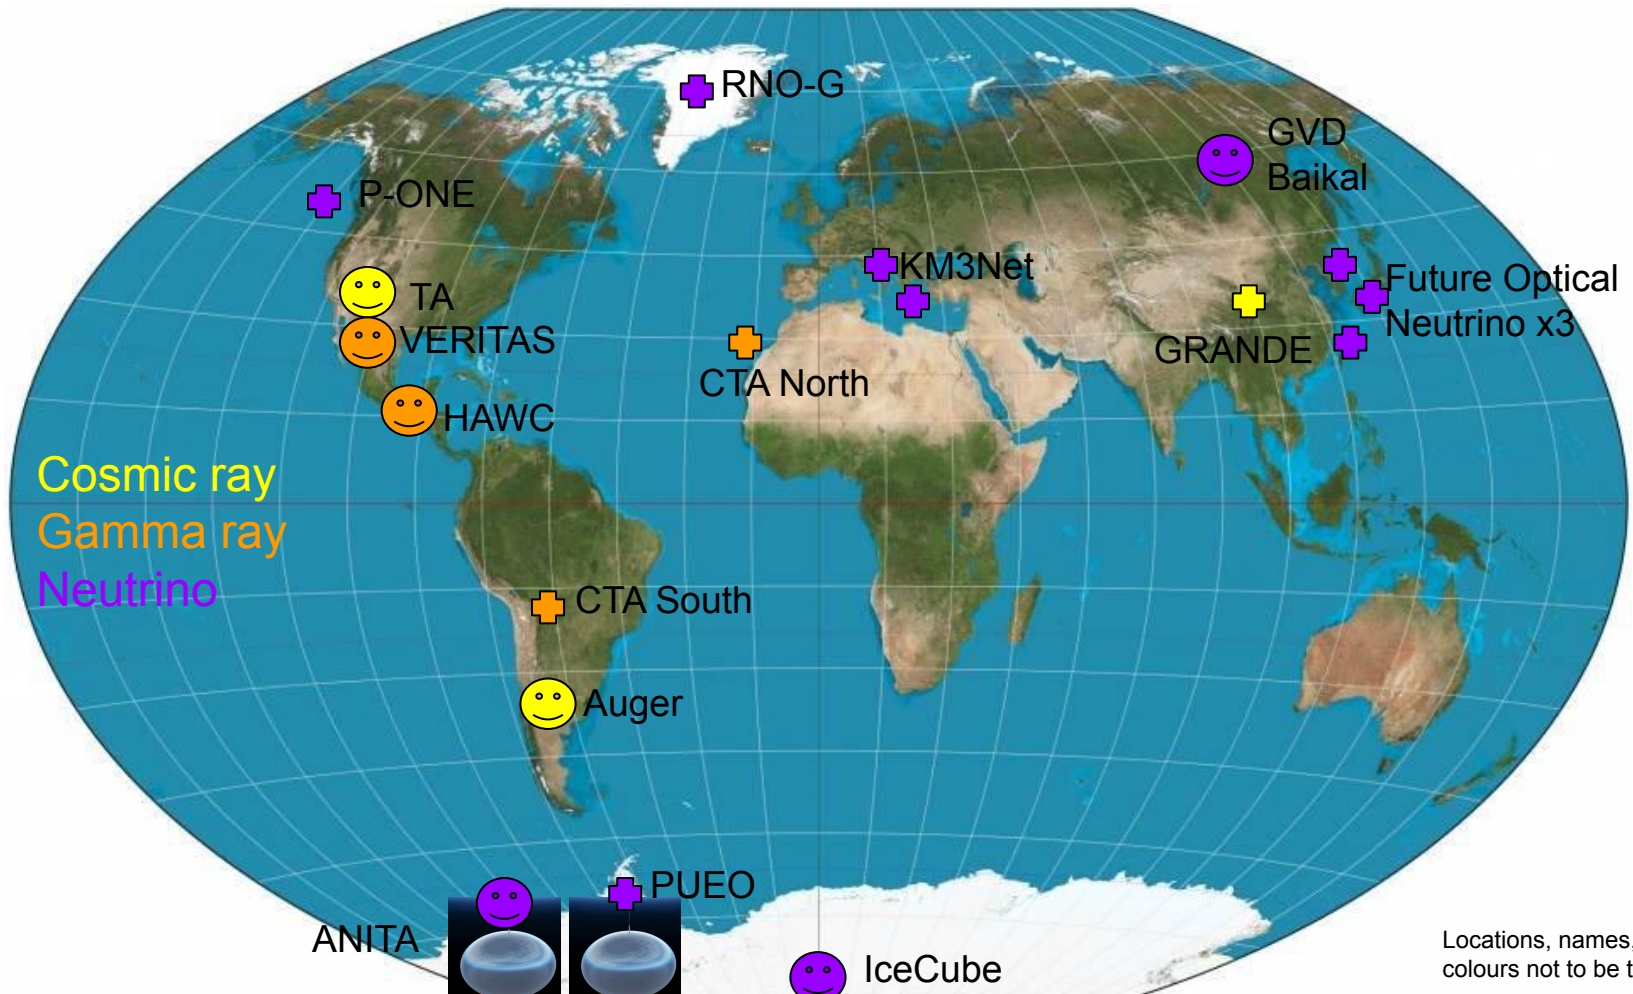 RNO-G
GVD
Baikal
P-ONE
KM3Net
Future Optical
Neutrino x3
TA
VERITAS
GRANDE
CTA North
HAWC
Cosmic ray
Gamma ray
Neutrino
CTA South
Auger
PUEO
ANITA
IceCube
Locations, names,
colours not to be t